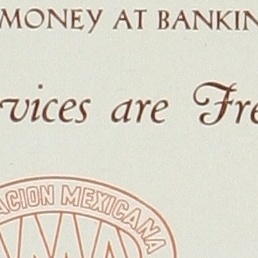 MONEY AT BANKIN
vices are Fre
ACION MEXICANA